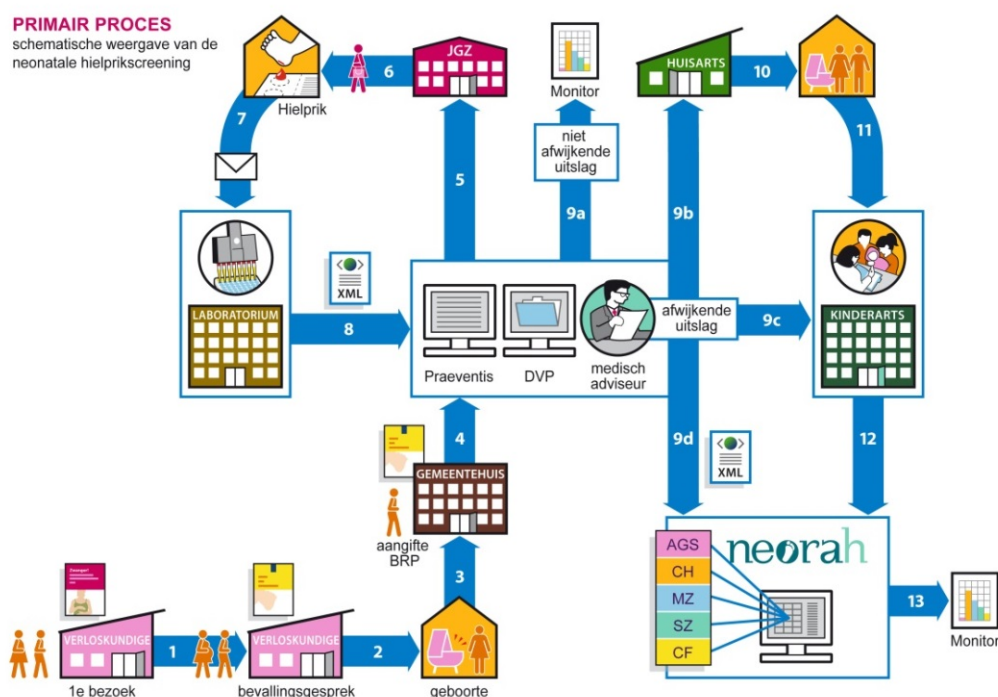 PRIMAIR PROCES
schematische weergave van de
neonatale hielprikscreening
Hielprik
6
JGZ
Monitor
HUISARTS
10
7
5
niet
afwijkende
uitslag
9a
9b
11
LABORATORIUM
XML
8
Praeventis
DVP
medisch
adviseur
afwijkende
uitslag
9c
KINDERARTS
4
GEMEENTEHUIS
aangifte
BRP
9d
XML
12
3
Zwanger!
VERLOSKUNDIGE
1e bezoek
1
VERLOSKUNDIGE
bevallingsgesprek
2
geboorte
AGS
CH
MZ
SZ
CF
neorah
13
Monitor